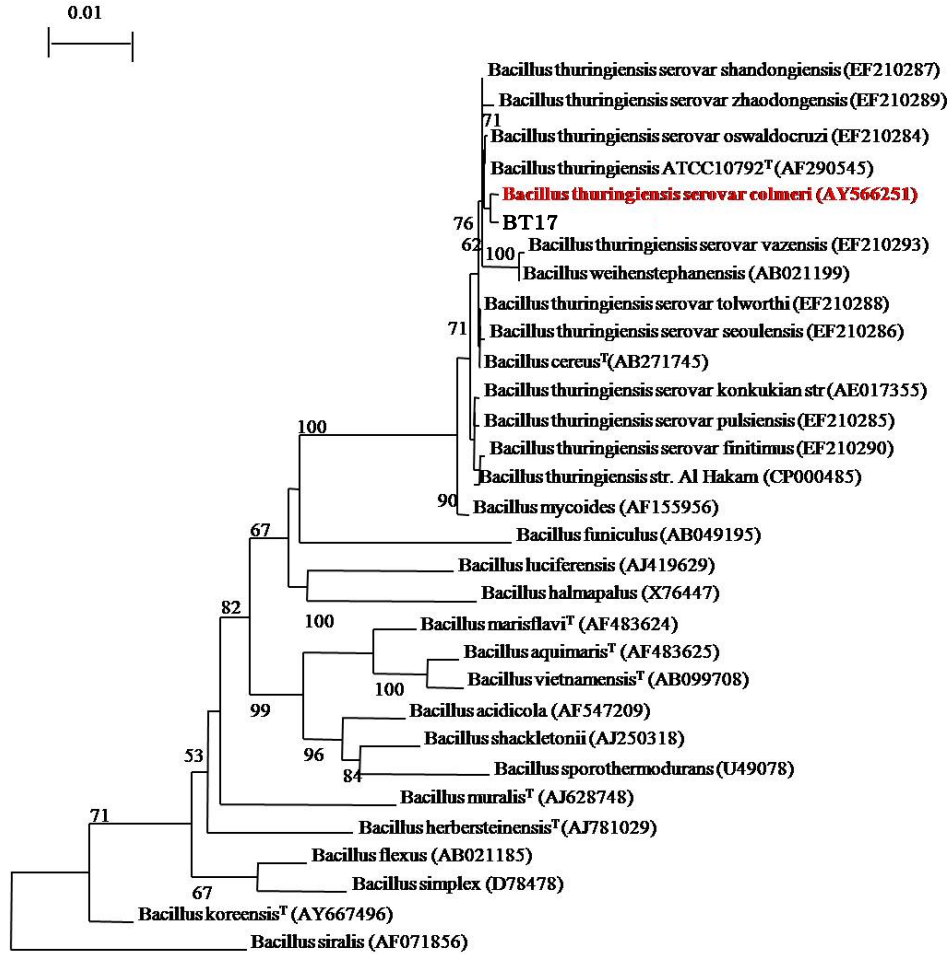 0.01
Bacillus thuringiensis serovar shandongiensis (EF210287)
Bacillus thuringiensis serovar zhaodongensis (EF210289)
71
Bacillus thuringiensis serovar oswaldocruzi (EF210284)
Bacillus thuringiensis ATCC10792ᵀ (AF290545)
Bacillus thuringiensis serovar colmeri (AY566251)
76
BT17
62
Bacillus thuringiensis serovar vazensis (EF210293)
100
Bacillus weihenstephanensis (AB021199)
Bacillus thuringiensis serovar tolworthi (EF210288)
71
Bacillus thuringiensis serovar seoulensis (EF210286)
Bacillus cereusᵀ(AB271745)
Bacillus thuringiensis serovar konkukian str (AE017355)
Bacillus thuringiensis serovar pulsiensis (EF210285)
100
Bacillus thuringiensis serovar finitimus (EF210290)
Bacillus thuringiensis str. Al Hakam (CP000485)
90
Bacillus mycoides (AF155956)
67
Bacillus funiculus (AB049195)
Bacillus luciferensis (AJ419629)
Bacillus halmapalus (X76447)
82
100
Bacillus marisflaviᵀ (AF483624)
Bacillus aquimarisᵀ (AF483625)
Bacillus vietnamensisᵀ (AB099708)
100
99
Bacillus acidicola (AF547209)
Bacillus shackletonii (AJ250318)
96
53
Bacillus sporothermodurans (U49078)
84
Bacillus muralisᵀ (AJ628748)
71
Bacillus herbersteinensisᵀ (AJ781029)
Bacillus flexus (AB021185)
Bacillus simplex (D78478)
67
Bacillus koreensisᵀ (AY667496)
Bacillus siralis (AF071856)